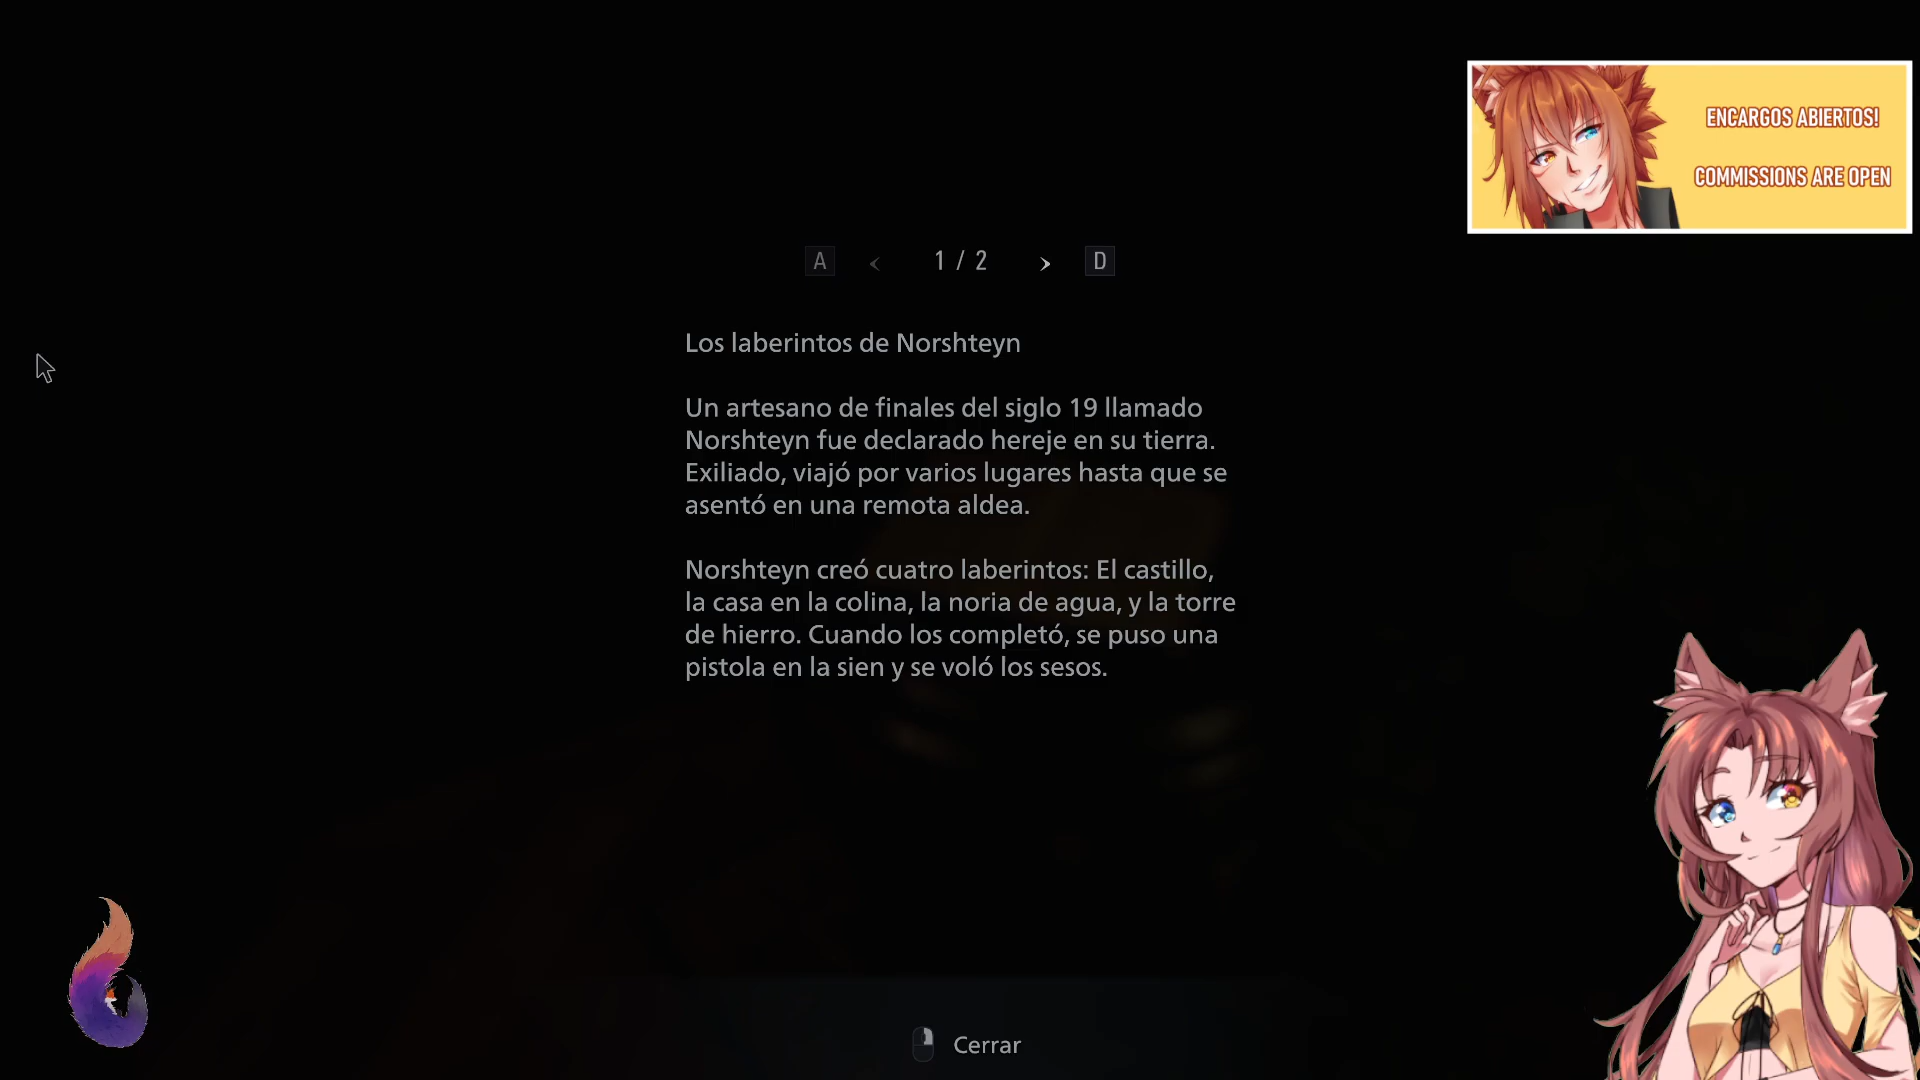 ENCARGOS ABIERTOS!
COMMISSIONS ARE OPEN
A < 1 / 2 > D
Los laberintos de Norshteyn
Un artesano de finales del siglo 19 llamado
Norshteyn fue declarado hereje en su tierra.
Exiliado, viajó por varios lugares hasta que se
asentó en una remota aldea.
Norshteyn creó cuatro laberintos: El castillo,
la casa en la colina, la noria de agua, y la torre
de hierro. Cuando los completó, se puso una
pistola en la sien y se voló los sesos.
Cerrar